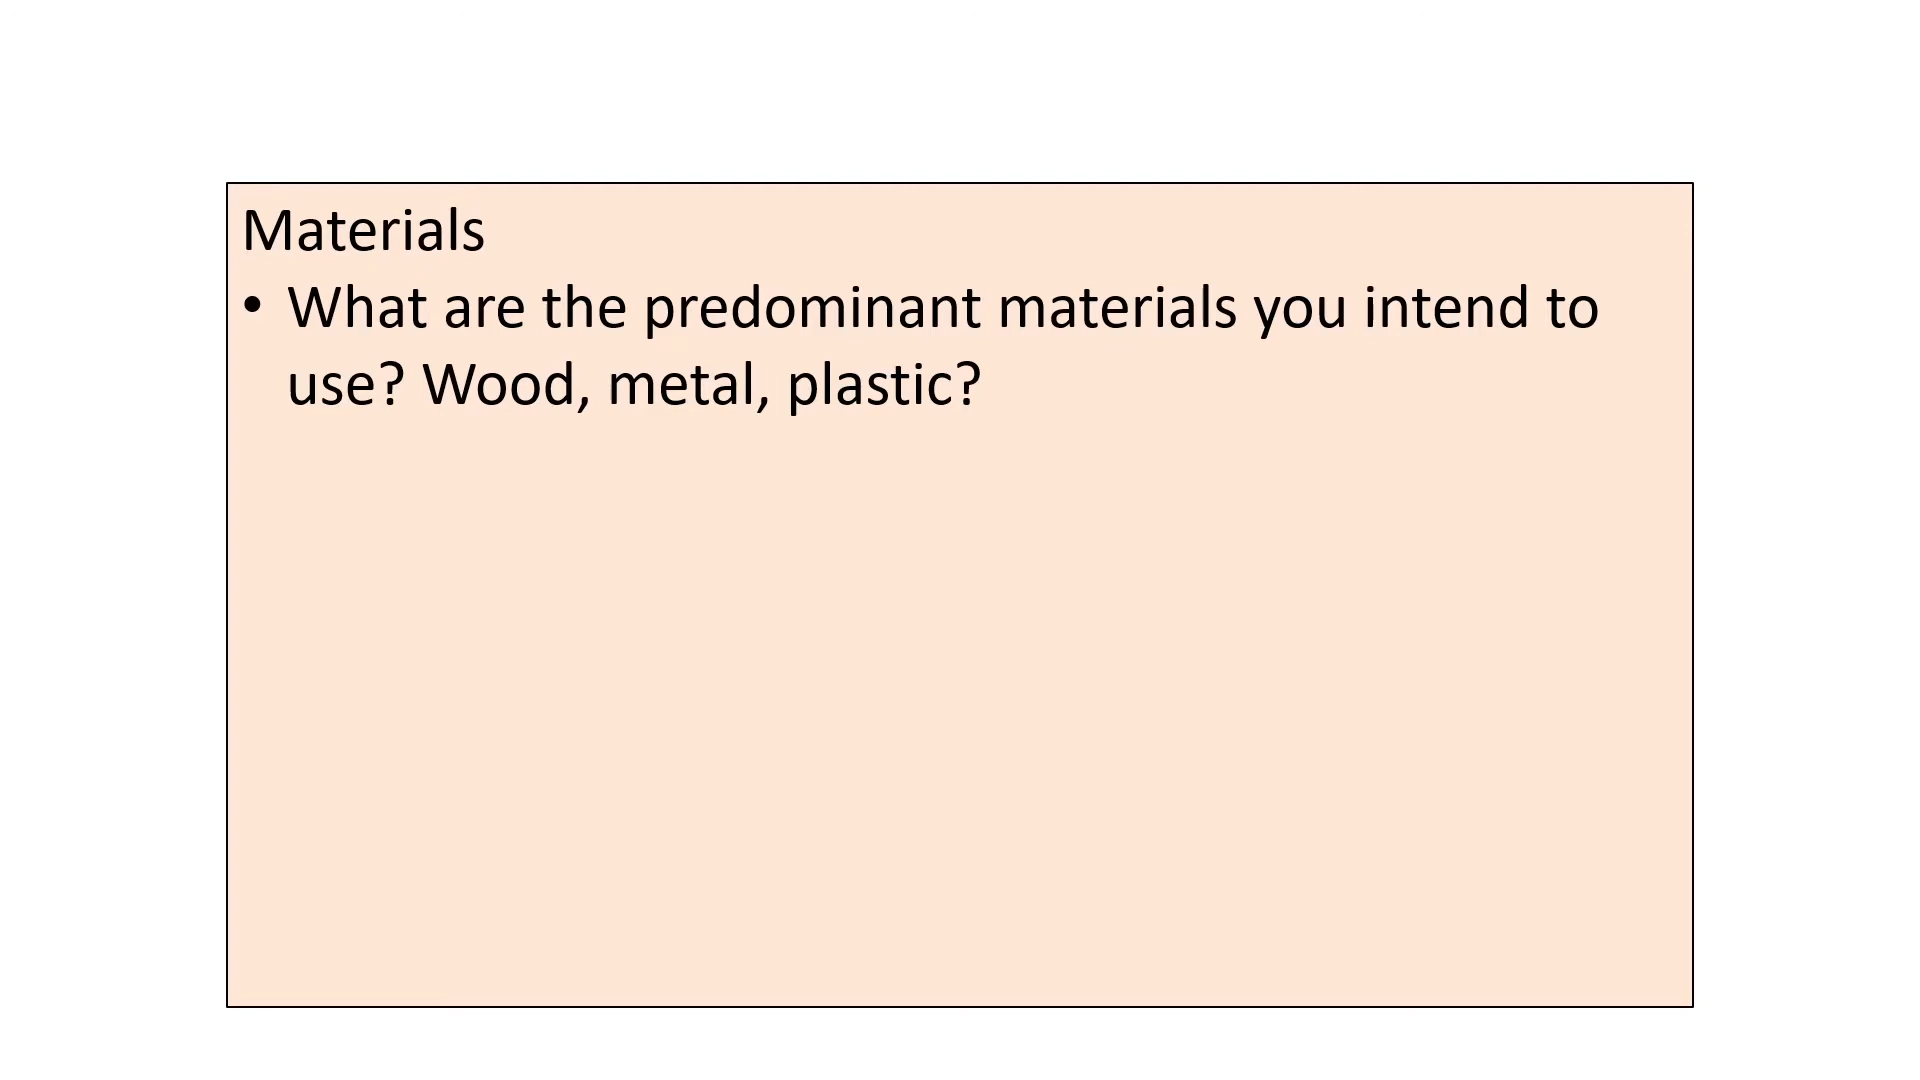 Materials
• What are the predominant materials you intend to
use? Wood, metal, plastic?